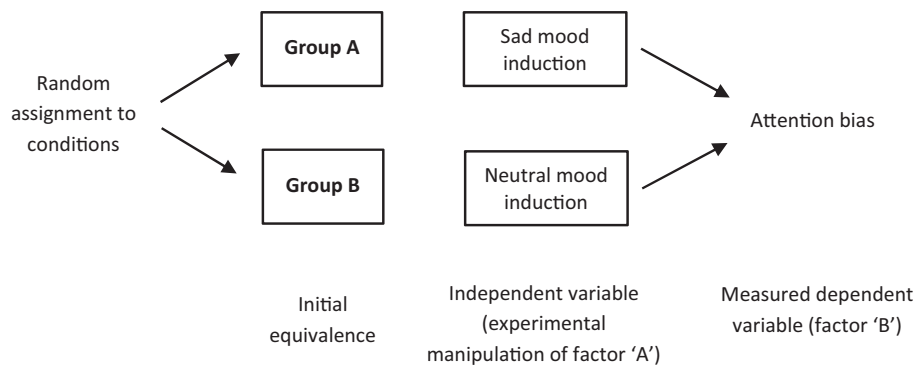 Random
assignment to
conditions
Group A
Group B
Sad mood
induction
Neutral mood
induction
Attention bias
Initial
equivalence
Independent variable
(experimental
manipulation of factor ‘A’)
Measured dependent
variable (factor ‘B’)